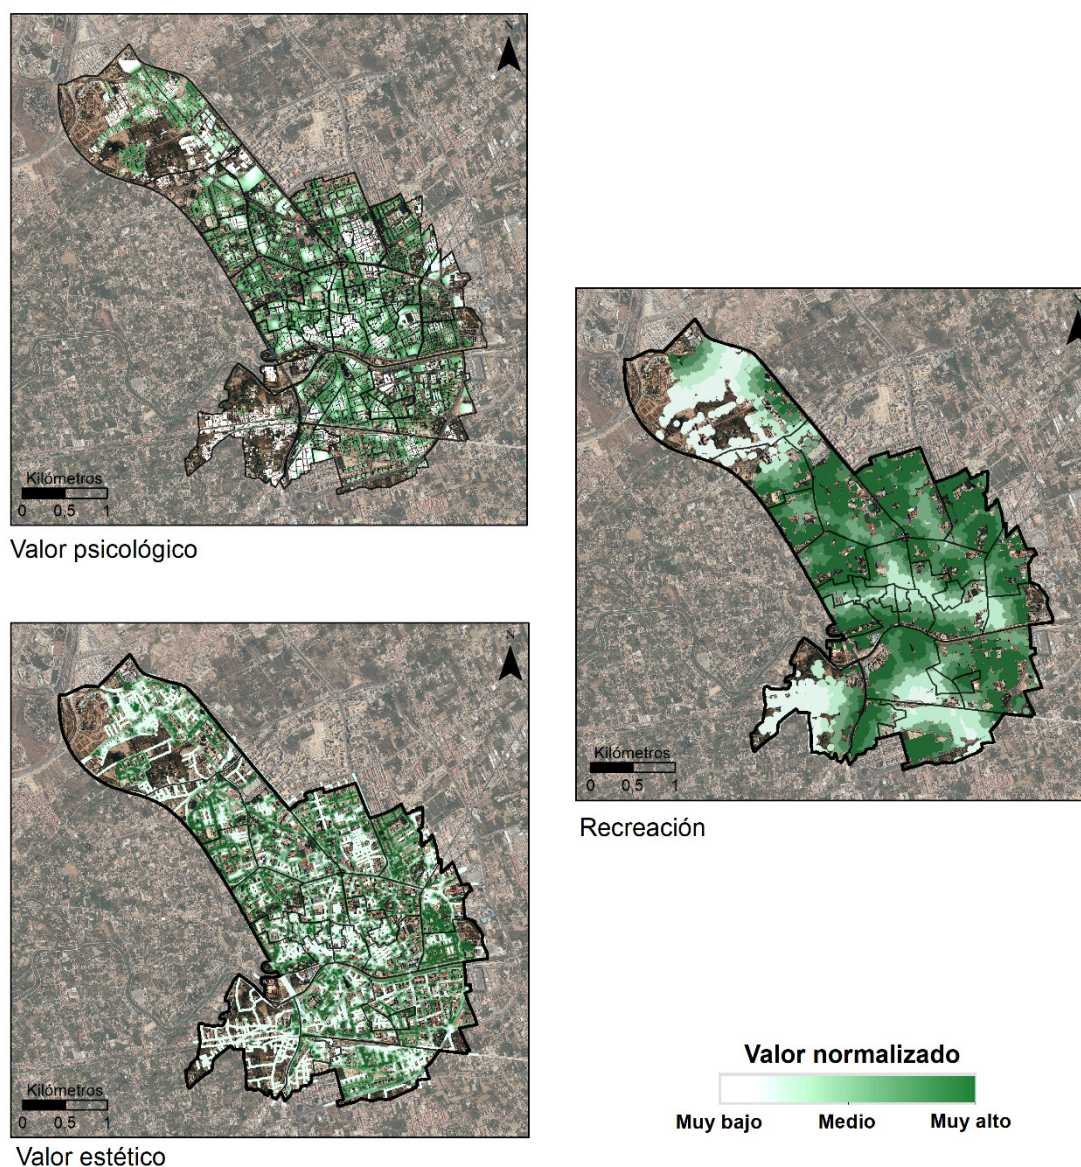 N
Kilómetros
0 0.5 1
Valor psicológico
Kilómetros
0 0.5 1
Recreación
N
Kilómetros
0 0.5 1
Valor estético
Valor normalizado
Muy bajo Medio Muy alto